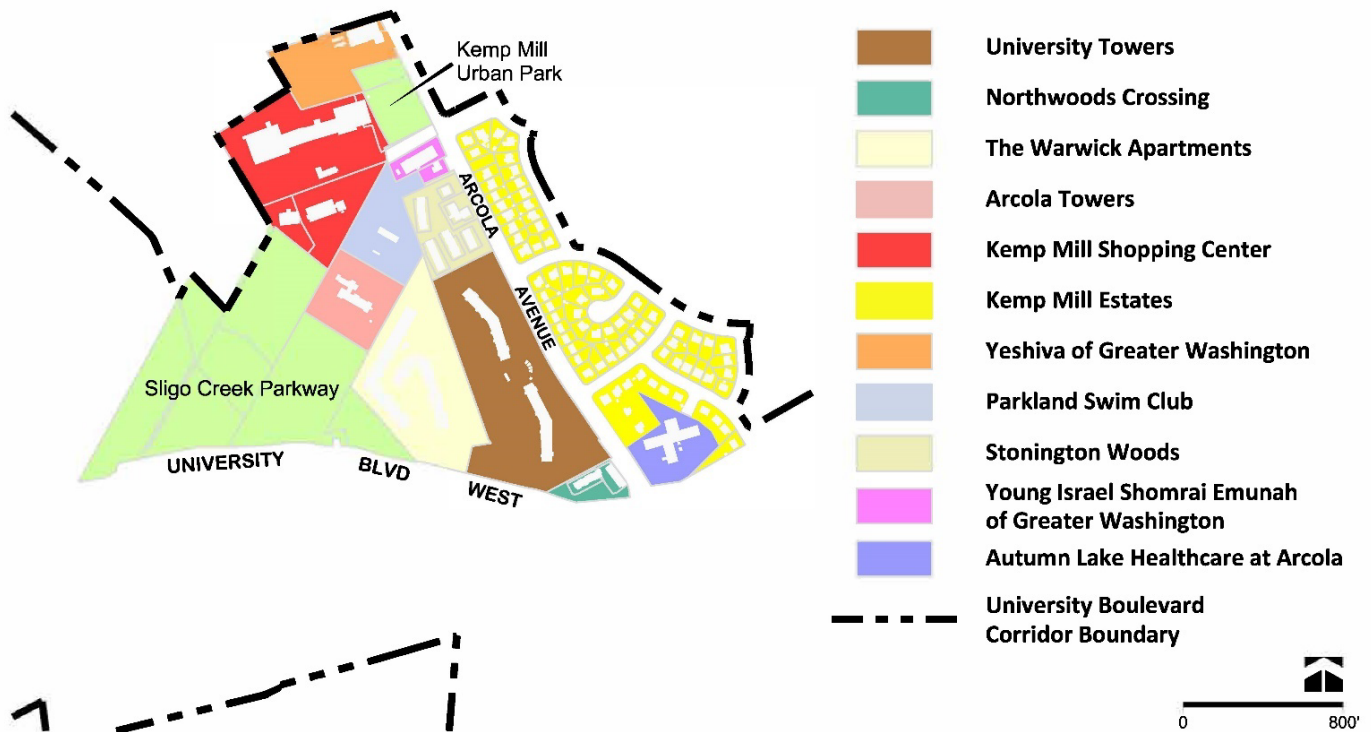 Kemp Mill
Urban Park
ARCOLA
AVENUE
Sligo Creek Parkway
UNIVERSITY
BLVD
WEST
University Towers
Northwoods Crossing
The Warwick Apartments
Arcola Towers
Kemp Mill Shopping Center
Kemp Mill Estates
Yeshiva of Greater Washington
Parkland Swim Club
Stonington Woods
Young Israel Shomrai Emunah
of Greater Washington
Autumn Lake Healthcare at Arcola
University Boulevard
Corridor Boundary
0
800'